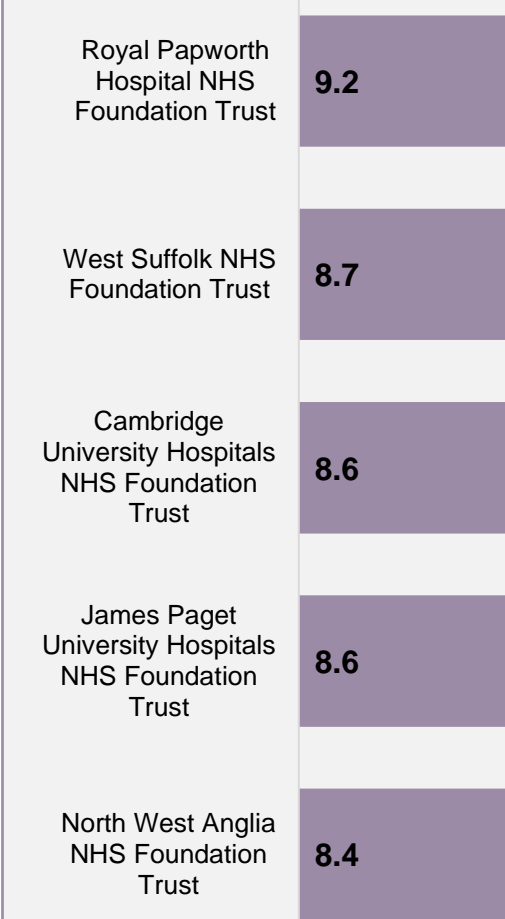 Royal Papworth
Hospital NHS
Foundation Trust
9.2
West Suffolk NHS
Foundation Trust
8.7
Cambridge
University Hospitals
NHS Foundation
Trust
8.6
James Paget
University Hospitals
NHS Foundation
Trust
8.6
North West Anglia
NHS Foundation
Trust
8.4